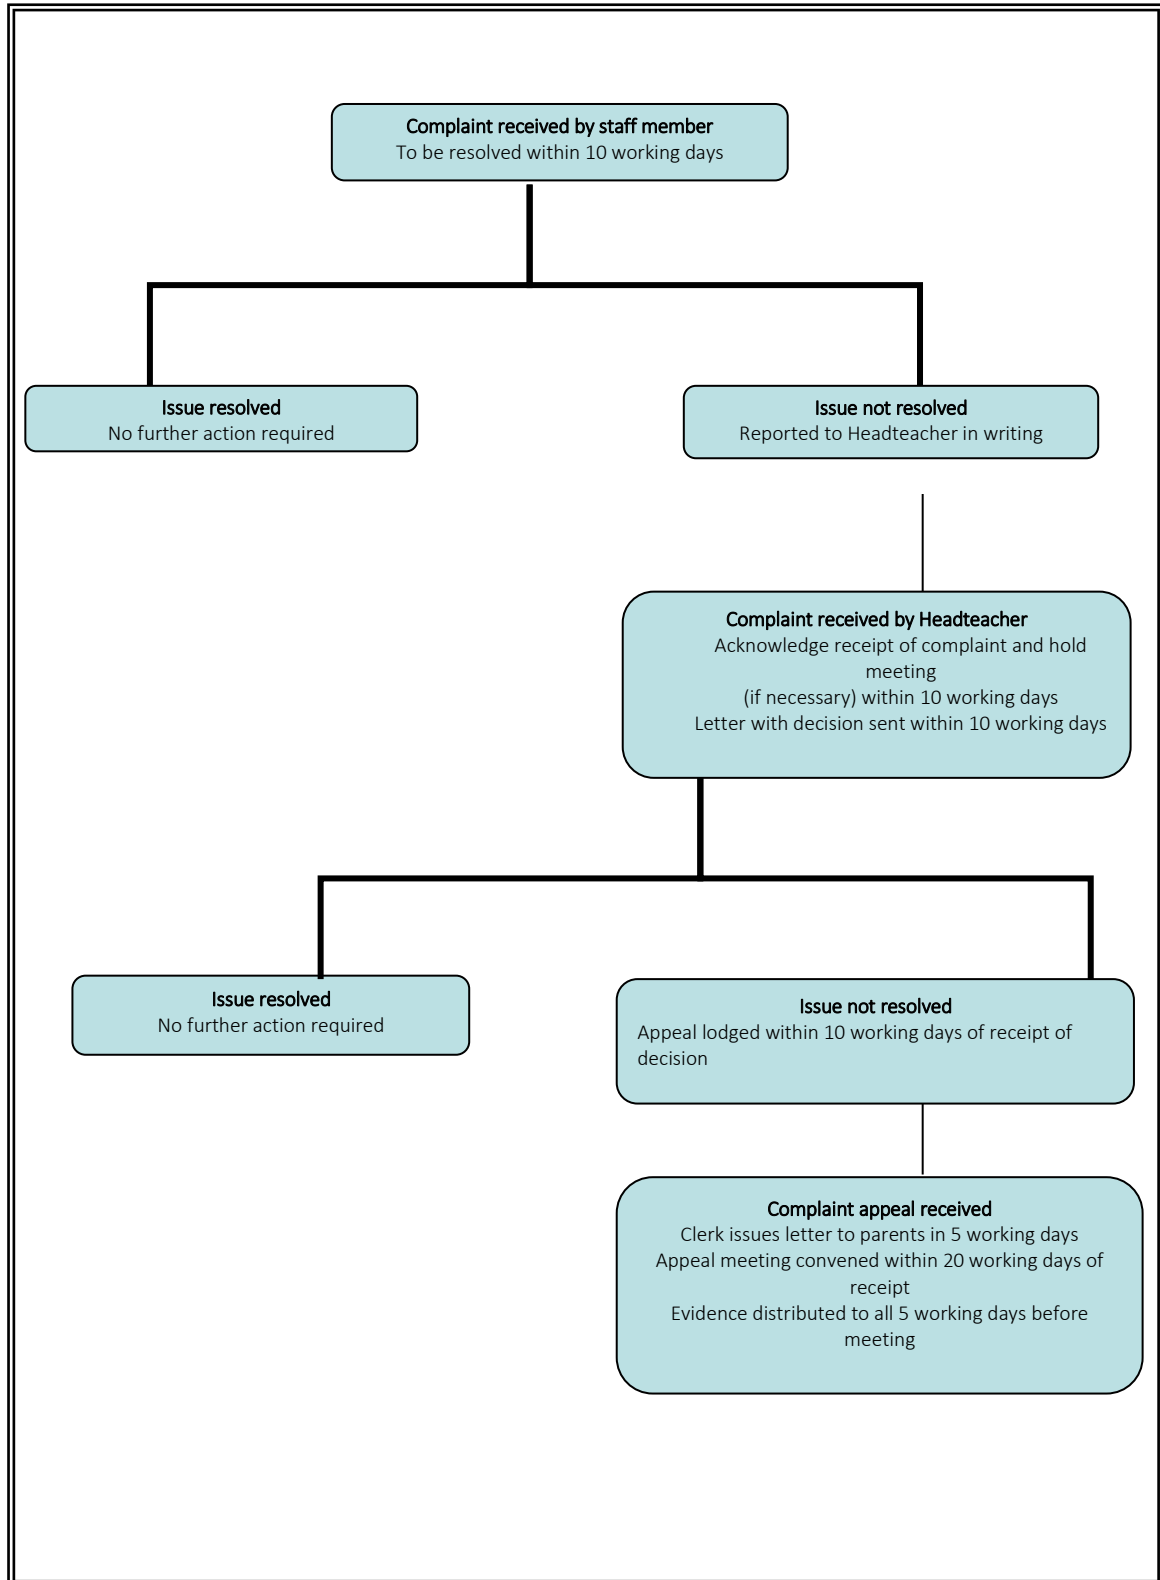 Complaint received by staff member
To be resolved within 10 working days
Issue resolved
No further action required
Issue not resolved
Reported to Headteacher in writing
Complaint received by Headteacher
Acknowledge receipt of complaint and hold
meeting
(if necessary) within 10 working days
Letter with decision sent within 10 working days
Issue resolved
No further action required
Issue not resolved
Appeal lodged within 10 working days of receipt of
decision
Complaint appeal received
Clerk issues letter to parents in 5 working days
Appeal meeting convened within 20 working days of
receipt
Evidence distributed to all 5 working days before
meeting